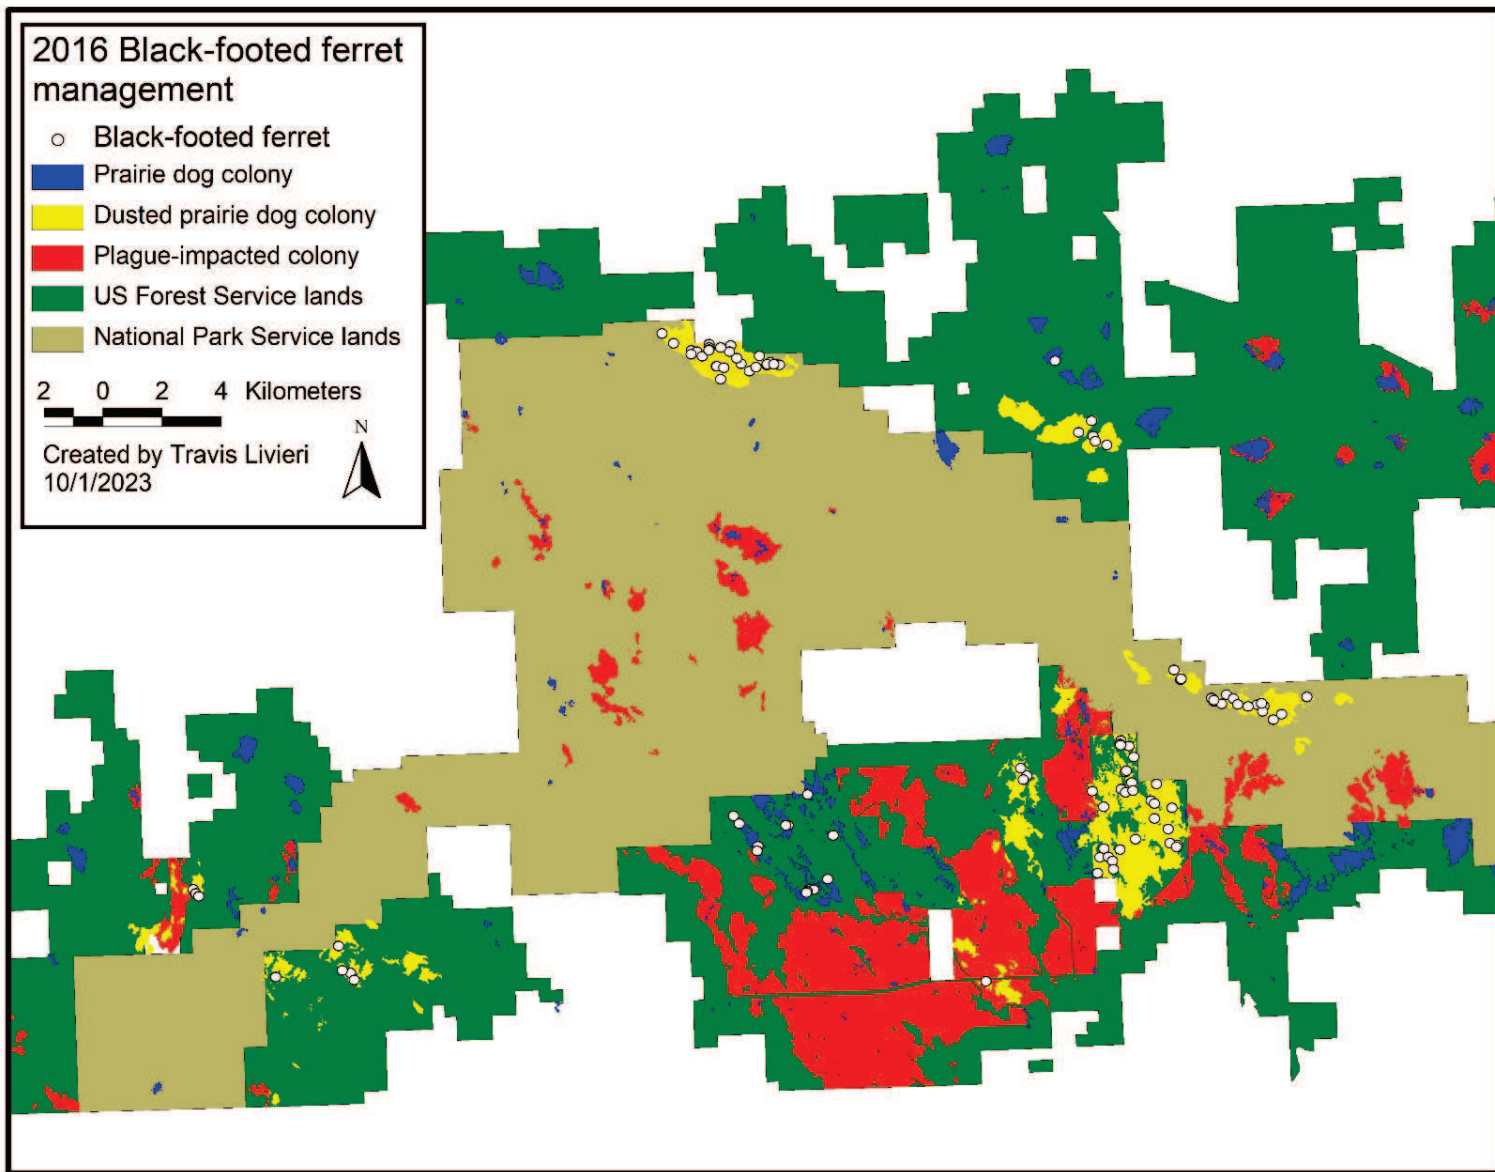 2016 Black-footed ferret
management
Black-footed ferret
Prairie dog colony
Dusted prairie dog colony
Plague-impacted colony
US Forest Service lands
National Park Service lands
2 0 2 4 Kilometers
N
Created by Travis Livieri
10/1/2023